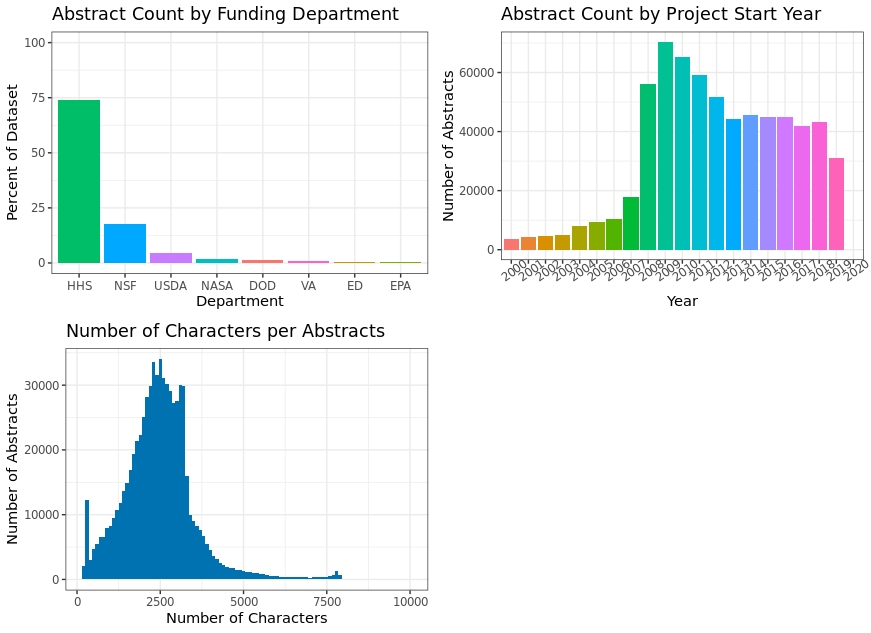 Abstract Count by Funding Department
Percent of Dataset
100
75
50
25
0
HHS NSF USDA NASA DOD VA ED EPA
Department
Abstract Count by Project Start Year
Number of Abstracts
60000
40000
20000
0
2000 2001 2002 2003 2004 2005 2006 2007 2008 2009 2010 2011 2012 2013 2014 2015 2016 2017 2018 2019 2020
Year
Number of Characters per Abstracts
Number of Abstracts
30000
20000
10000
0
0 2500 5000 7500 10000
Number of Characters